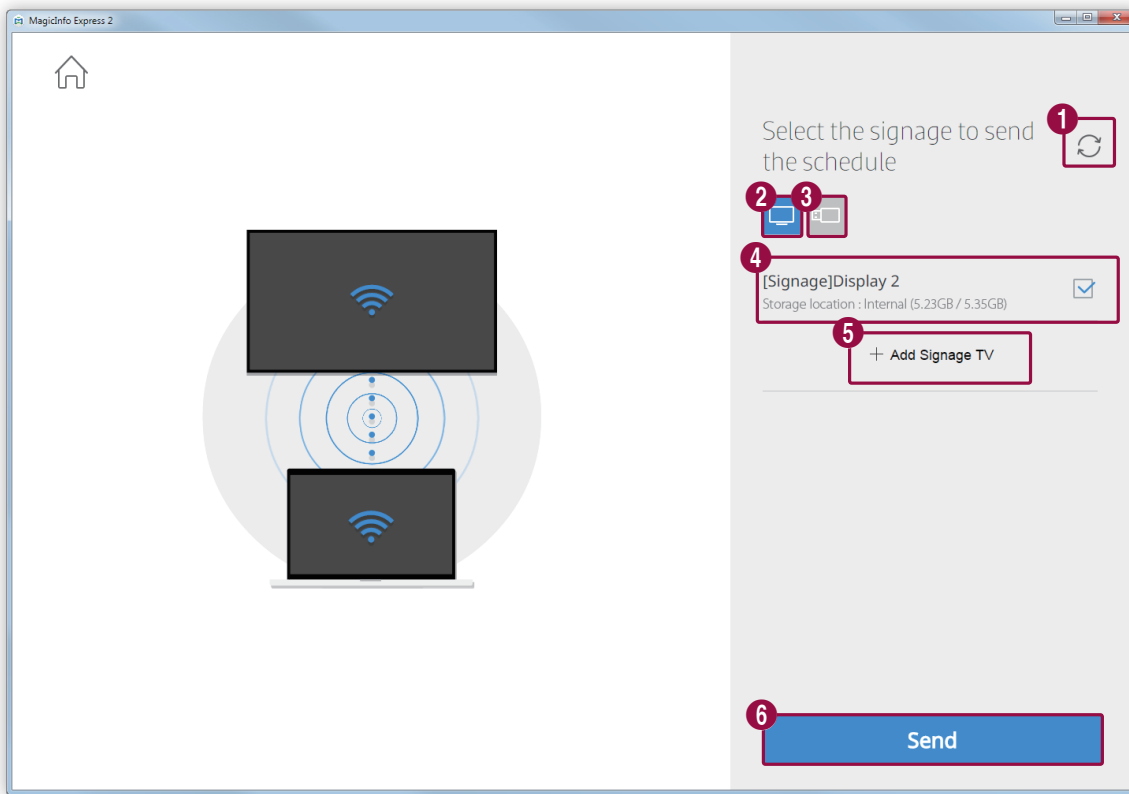 MagicInfo Express 2
Select the signage to send
the schedule
1
2
3
4
[Signage]Display 2
Storage location : Internal (5.23GB / 5.35GB)
5
+ Add Signage TV
6
Send